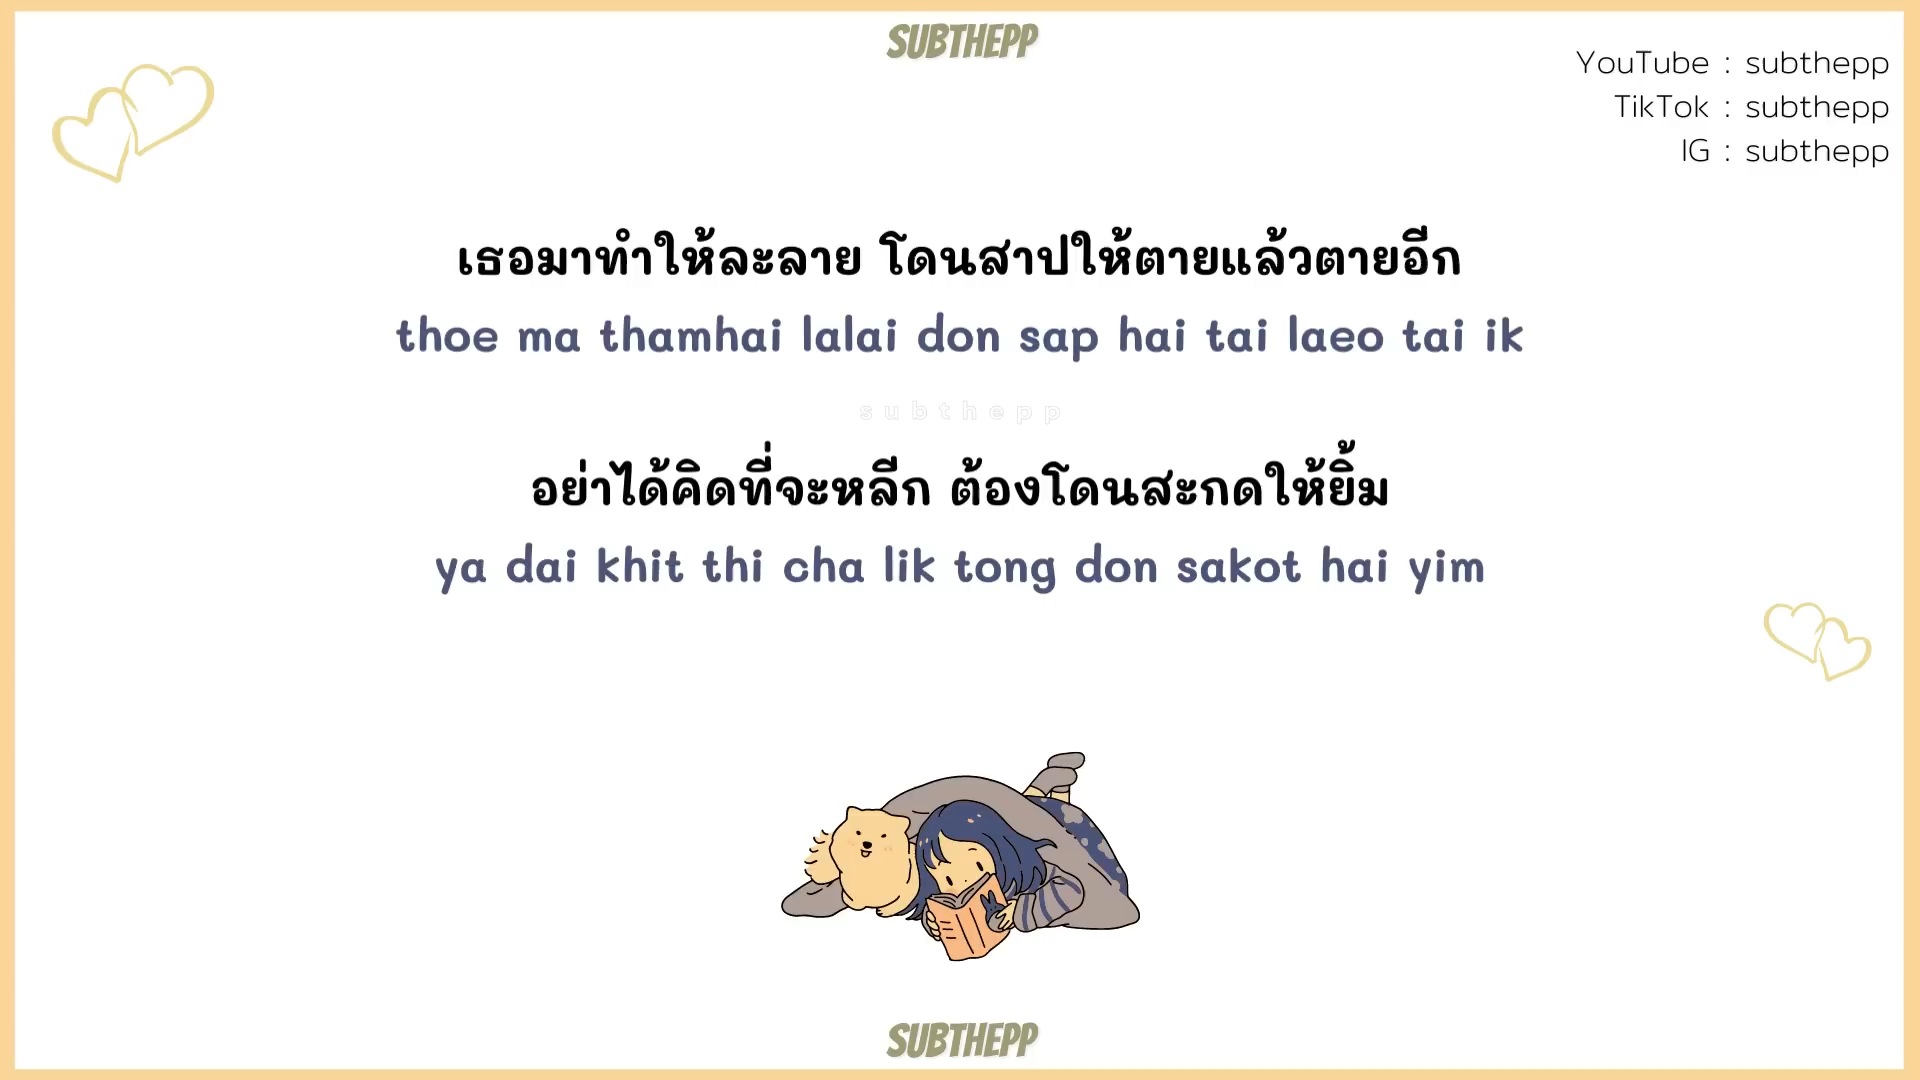 SUBTHEPP
YouTube : subthepp
TikTok : subthepp
IG : subthepp
เธอมาทำให้ละลาย โดนสาปให้ตายแล้วตายอีก
thoe ma thamhai lalai don sap hai tai laeo tai ik
subthepp
อย่าได้คิดที่จะหลีก ต้องโดนสะกดให้ยิ้ม
ya dai khit thi cha lik tong don sakot hai yim
SUBTHEPP